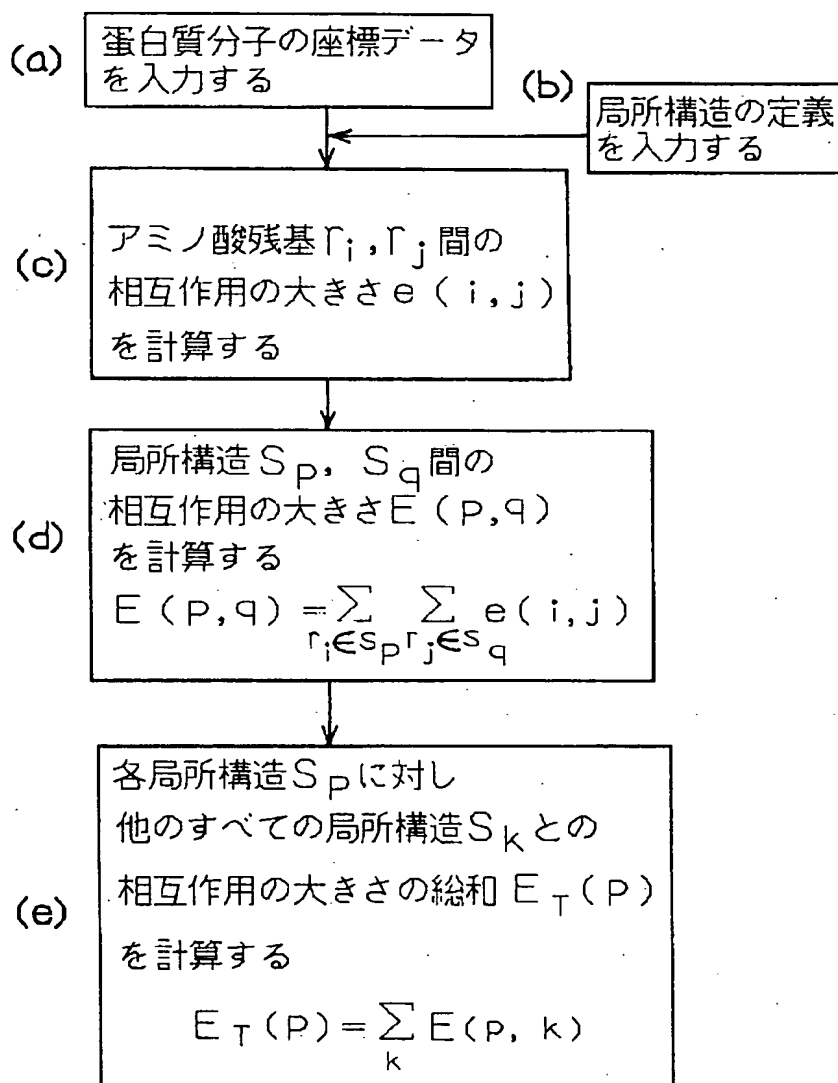 (a)
蛋白質分子の座標データ
を入力する
(b)
局所構造の定義
を入力する
(c)
アミノ酸残基 r_i, r_j 間の
相互作用の大きさ e (i, j)
を計算する
(d)
局所構造 S_p, S_q 間の
相互作用の大きさ E (p, q)
を計算する
E (p, q) = Σ_{r_i∈S_p} Σ_{r_j∈S_q} e (i, j)
(e)
各局所構造 S_p に対し
他のすべての局所構造 S_k との
相互作用の大きさの総和 E_T (p)
を計算する
E_T (p) = Σ_k E (p, k)